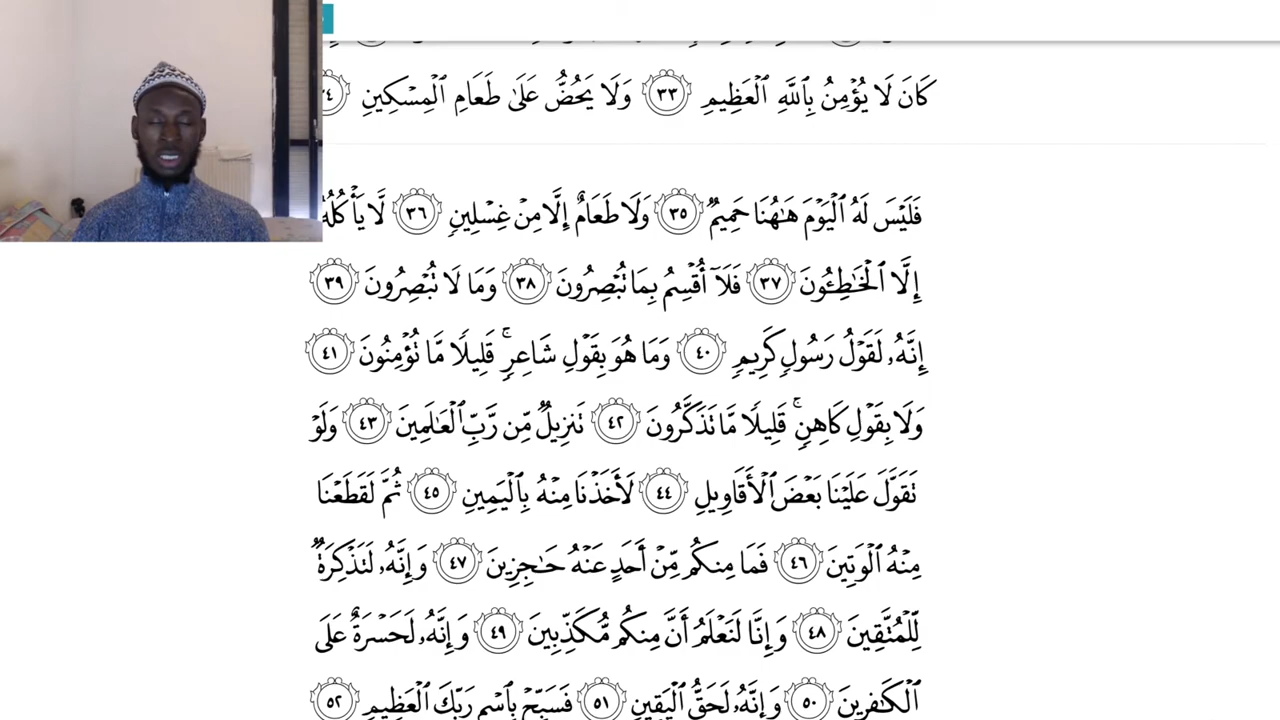 كَانَ لَا يُؤۡمِنُ بِٱللَّهِ ٱلۡعَظِيمِ ٣٣ وَلَا يَحُضُّ عَلَىٰ طَعَامِ ٱلۡمِسۡكِينِ ٣٤
فَلَيۡسَ لَهُ ٱلۡيَوۡمَ هَٰهُنَا حَمِيمٞ ٣٥ وَلَا طَعَامٌ إِلَّا مِنۡ غِسۡلِينٖ ٣٦ لَّا يَأۡكُلُهُۥٓ
إِلَّا ٱلۡخَٰطِـُٔونَ ٣٧ فَلَآ أُقۡسِمُ بِمَا تُبۡصِرُونَ ٣٨ وَمَا لَا تُبۡصِرُونَ ٣٩
إِنَّهُۥ لَقَوۡلُ رَسُولٖ كَرِيمٖ ٤٠ وَمَا هُوَ بِقَوۡلِ شَاعِرٖۚ قَلِيلٗا مَّا تُؤۡمِنُونَ ٤١
وَلَا بِقَوۡلِ كَاهِنٖۚ قَلِيلٗا مَّا تَذَكَّرُونَ ٤٢ تَنزِيلٞ مِّن رَّبِّ ٱلۡعَٰلَمِينَ ٤٣ وَلَوۡ
تَقَوَّلَ عَلَيۡنَا بَعۡضَ ٱلۡأَقَاوِيلِ ٤٤ لَأَخَذۡنَا مِنۡهُ بِٱلۡيَمِينِ ٤٥ ثُمَّ لَقَطَعۡنَا
مِنۡهُ ٱلۡوَتِينَ ٤٦ فَمَا مِنكُم مِّنۡ أَحَدٍ عَنۡهُ حَٰجِزِينَ ٤٧ وَإِنَّهُۥ لَتَذۡكِرَةٞ
لِّلۡمُتَّقِينَ ٤٨ وَإِنَّا لَنَعۡلَمُ أَنَّ مِنكُم مُّكَذِّبِينَ ٤٩ وَإِنَّهُۥ لَحَسۡرَةٌ عَلَى
ٱلۡكَٰفِرِينَ ٥٠ وَإِنَّهُۥ لَحَقُّ ٱلۡيَقِينِ ٥١ فَسَبِّحۡ بِٱسۡمِ رَبِّكَ ٱلۡعَظِيمِ ٥٢